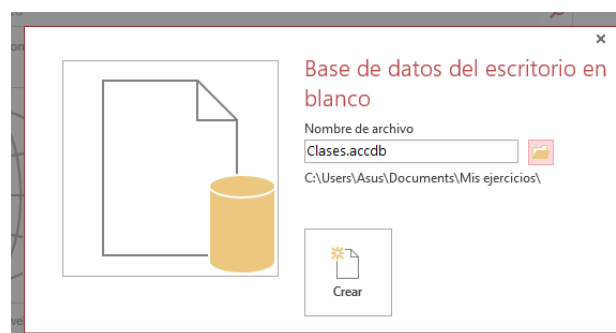 Base de datos del escritorio en
blanco
Nombre de archivo
Clases.accdb
C:\Users\Asus\Documents\Mis ejercicios\
Crear